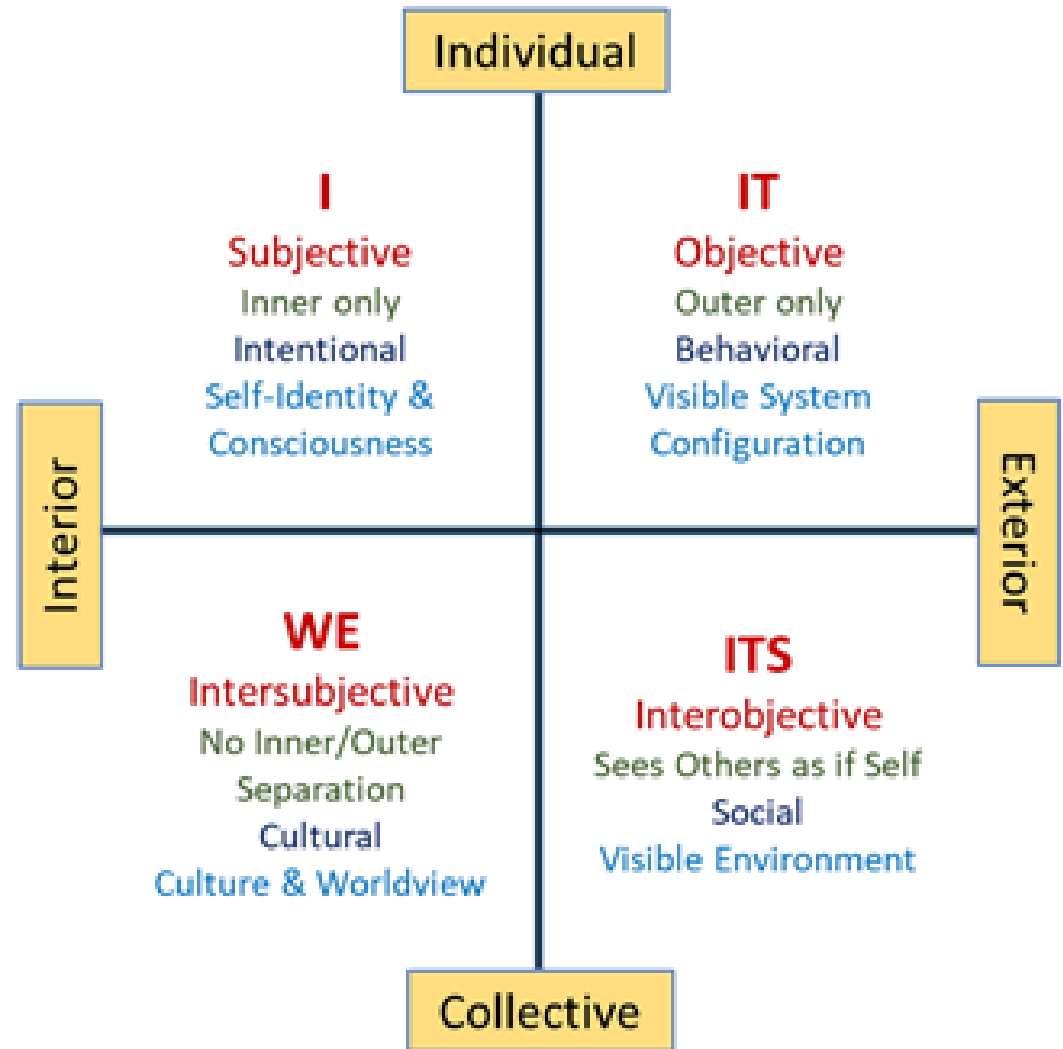 Individual
I
Subjective
Inner only
Intentional
Self-Identity &
Consciousness
IT
Objective
Outer only
Behavioral
Visible System
Configuration
Interior
Exterior
WE
Intersubjective
No Inner/Outer
Separation
Cultural
Culture & Worldview
ITS
Interobjective
Sees Others as if Self
Social
Visible Environment
Collective